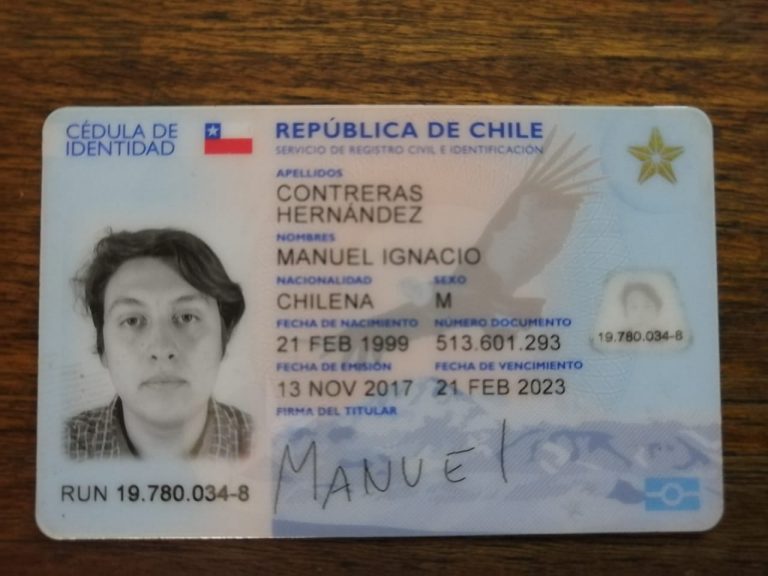 CÉDULA DE
IDENTIDAD
REPÚBLICA DE CHILE
SERVICIO DE REGISTRO CIVIL E IDENTIFICACIÓN
APELLIDOS
CONTRERAS
HERNÁNDEZ
NOMBRES
MANUEL IGNACIO
NACIONALIDAD SEXO
CHILENA M
FECHA DE NACIMIENTO NÚMERO DOCUMENTO
21 FEB 1999 513.601.293
19.780.034-8
FECHA DE EMISIÓN FECHA DE VENCIMIENTO
13 NOV 2017 21 FEB 2023
FIRMA DEL TITULAR
MANUEl
RUN 19.780.034-8